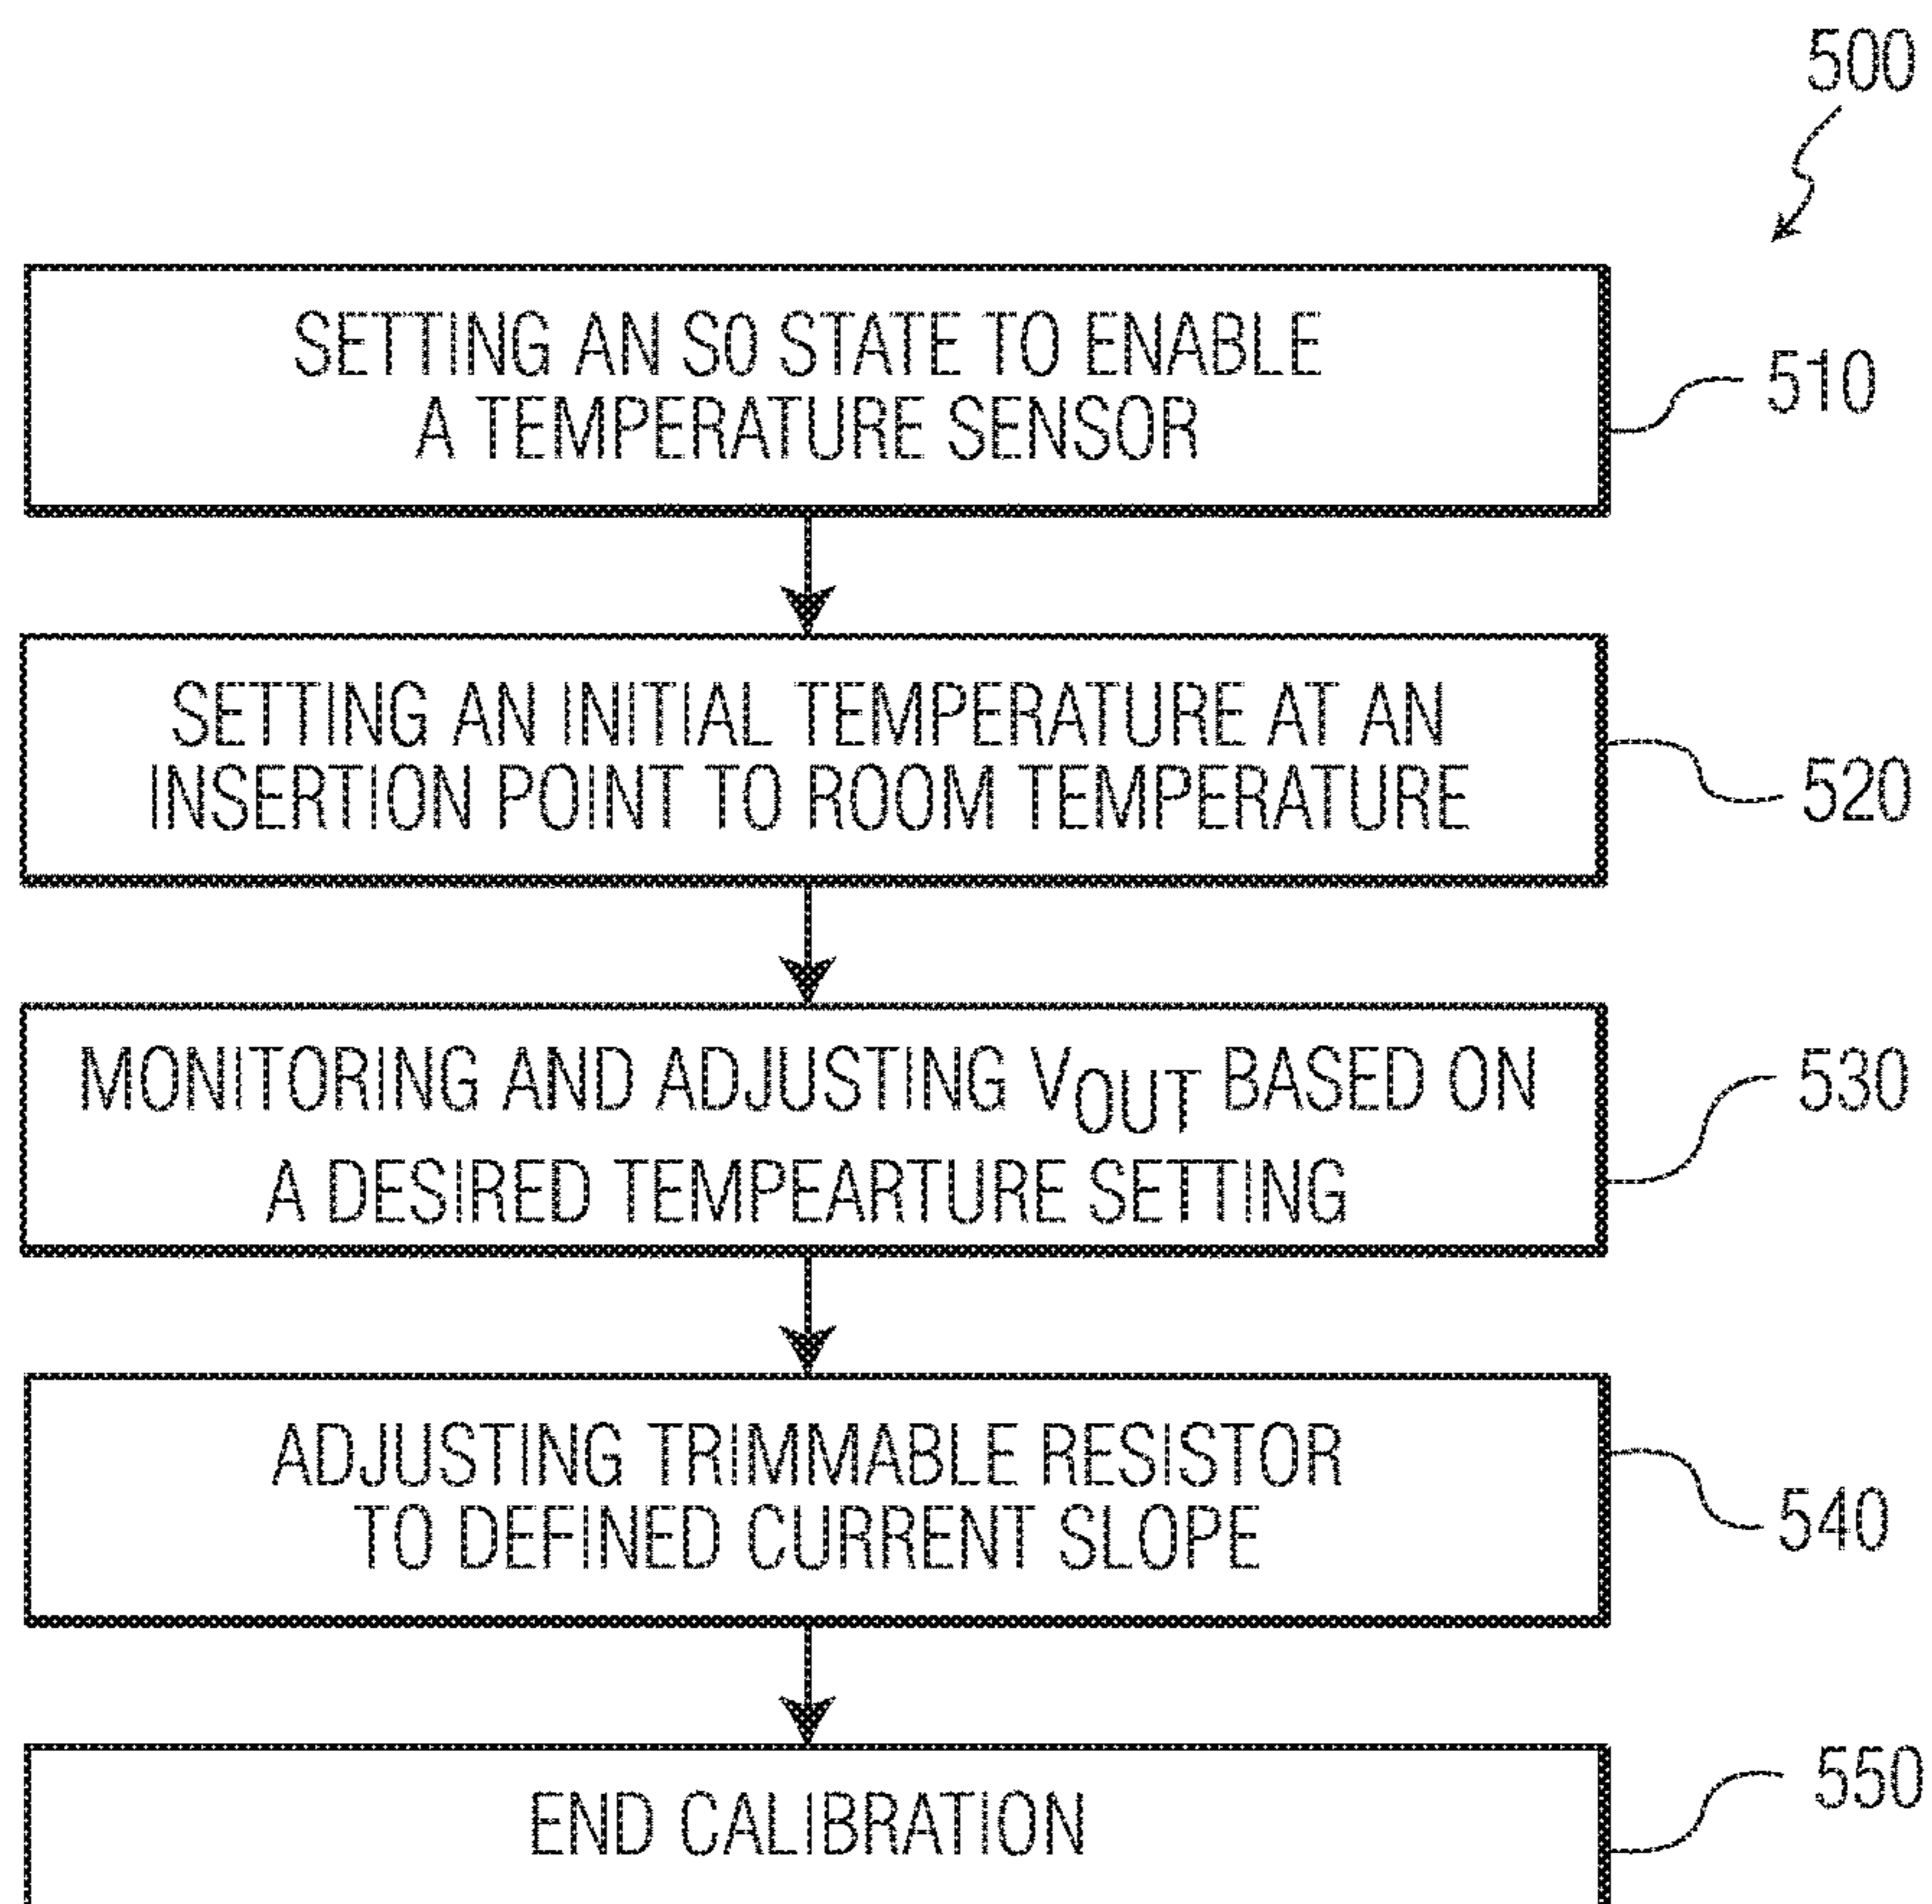 500
SETTING AN S0 STATE TO ENABLE
A TEMPERATURE SENSOR
510
SETTING AN INITIAL TEMPERATURE AT AN
INSERTION POINT TO ROOM TEMPERATURE
520
MONITORING AND ADJUSTING VOUT BASED ON
A DESIRED TEMPEARTURE SETTING
530
ADJUSTING TRIMMABLE RESISTOR
TO DEFINED CURRENT SLOPE
540
END CALIBRATION
550